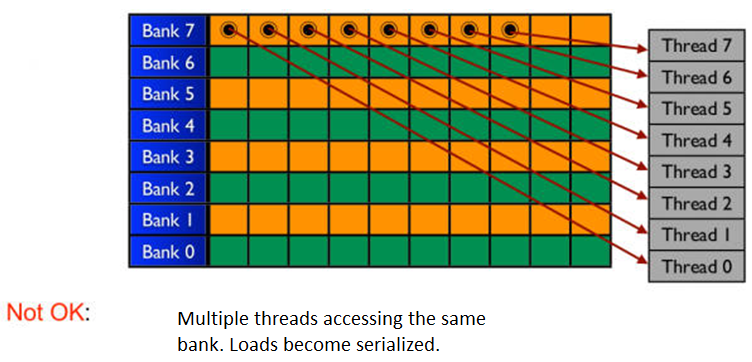 Bank 7
Bank 6
Bank 5
Bank 4
Bank 3
Bank 2
Bank 1
Bank 0
Thread 7
Thread 6
Thread 5
Thread 4
Thread 3
Thread 2
Thread 1
Thread 0
Not OK:
Multiple threads accessing the same
bank. Loads become serialized.